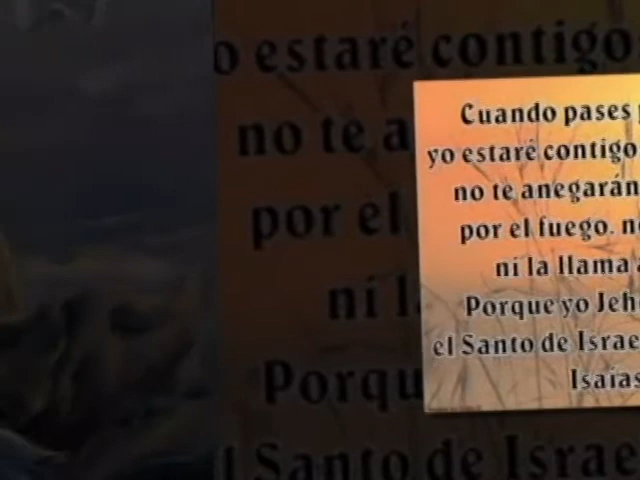 o estaré contigo
no te a
por el
ni l
Porqu
l Santo de Israe
Cuando pases p
yo estaré contigo
no te anegarán
por el fuego. n
ni la llama a
Porque yo Jeh
el Santo de Israe
Isaías